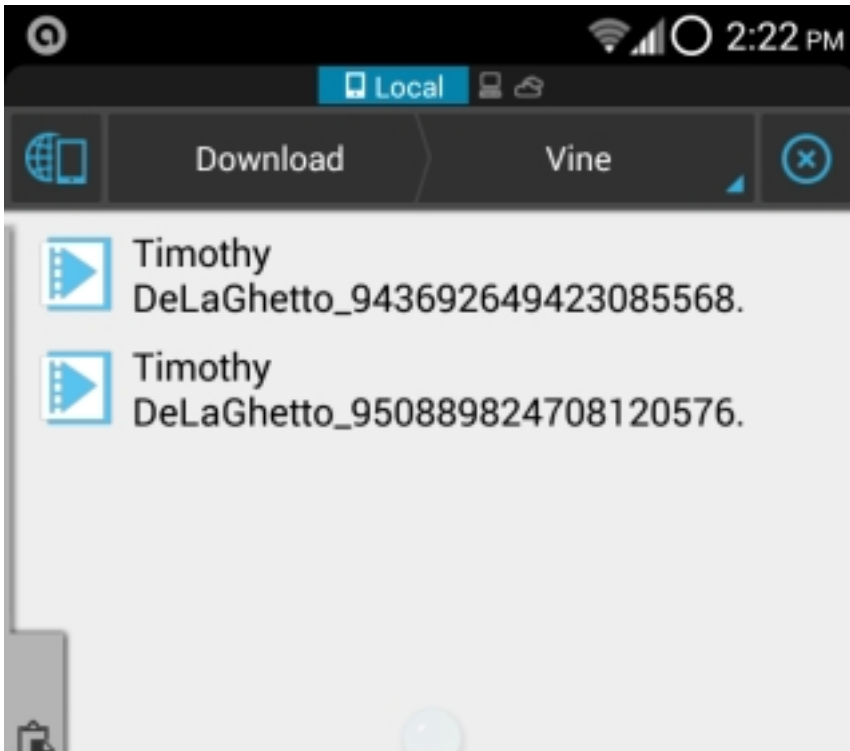 2:22 PM
Local
Download
Vine
Timothy
DeLaGhetto_943692649423085568.
Timothy
DeLaGhetto_950889824708120576.